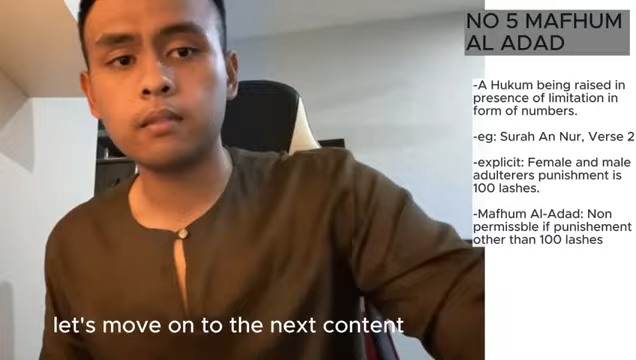 NO 5 MAFHUM
AL ADAD
-A Hukum being raised in
presence of limitation in
form of numbers.
-eg: Surah An Nur, Verse 2
-explicit: Female and male
adulterers punishment is
100 lashes.
-Mafhum Al-Adad: Non
permissble if punishement
other than 100 lashes
let's move on to the next content